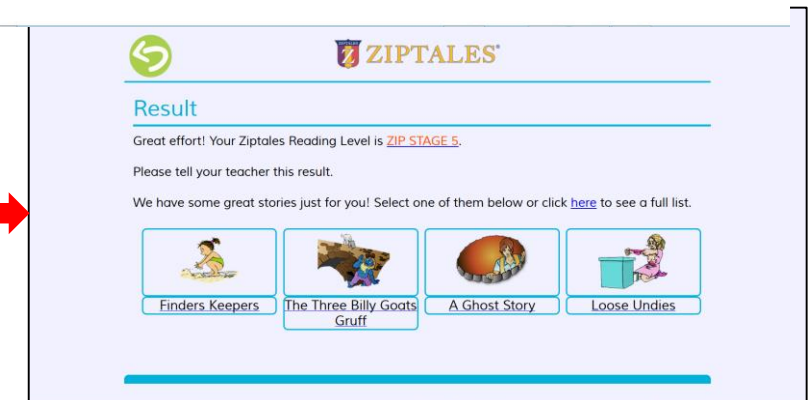 ZIPTALES®
Result
Great effort! Your Ziptales Reading Level is ZIP STAGE 5.
Please tell your teacher this result.
We have some great stories just for you! Select one of them below or click here to see a full list.
Finders Keepers
The Three Billy Goats
Gruff
A Ghost Story
Loose Undies